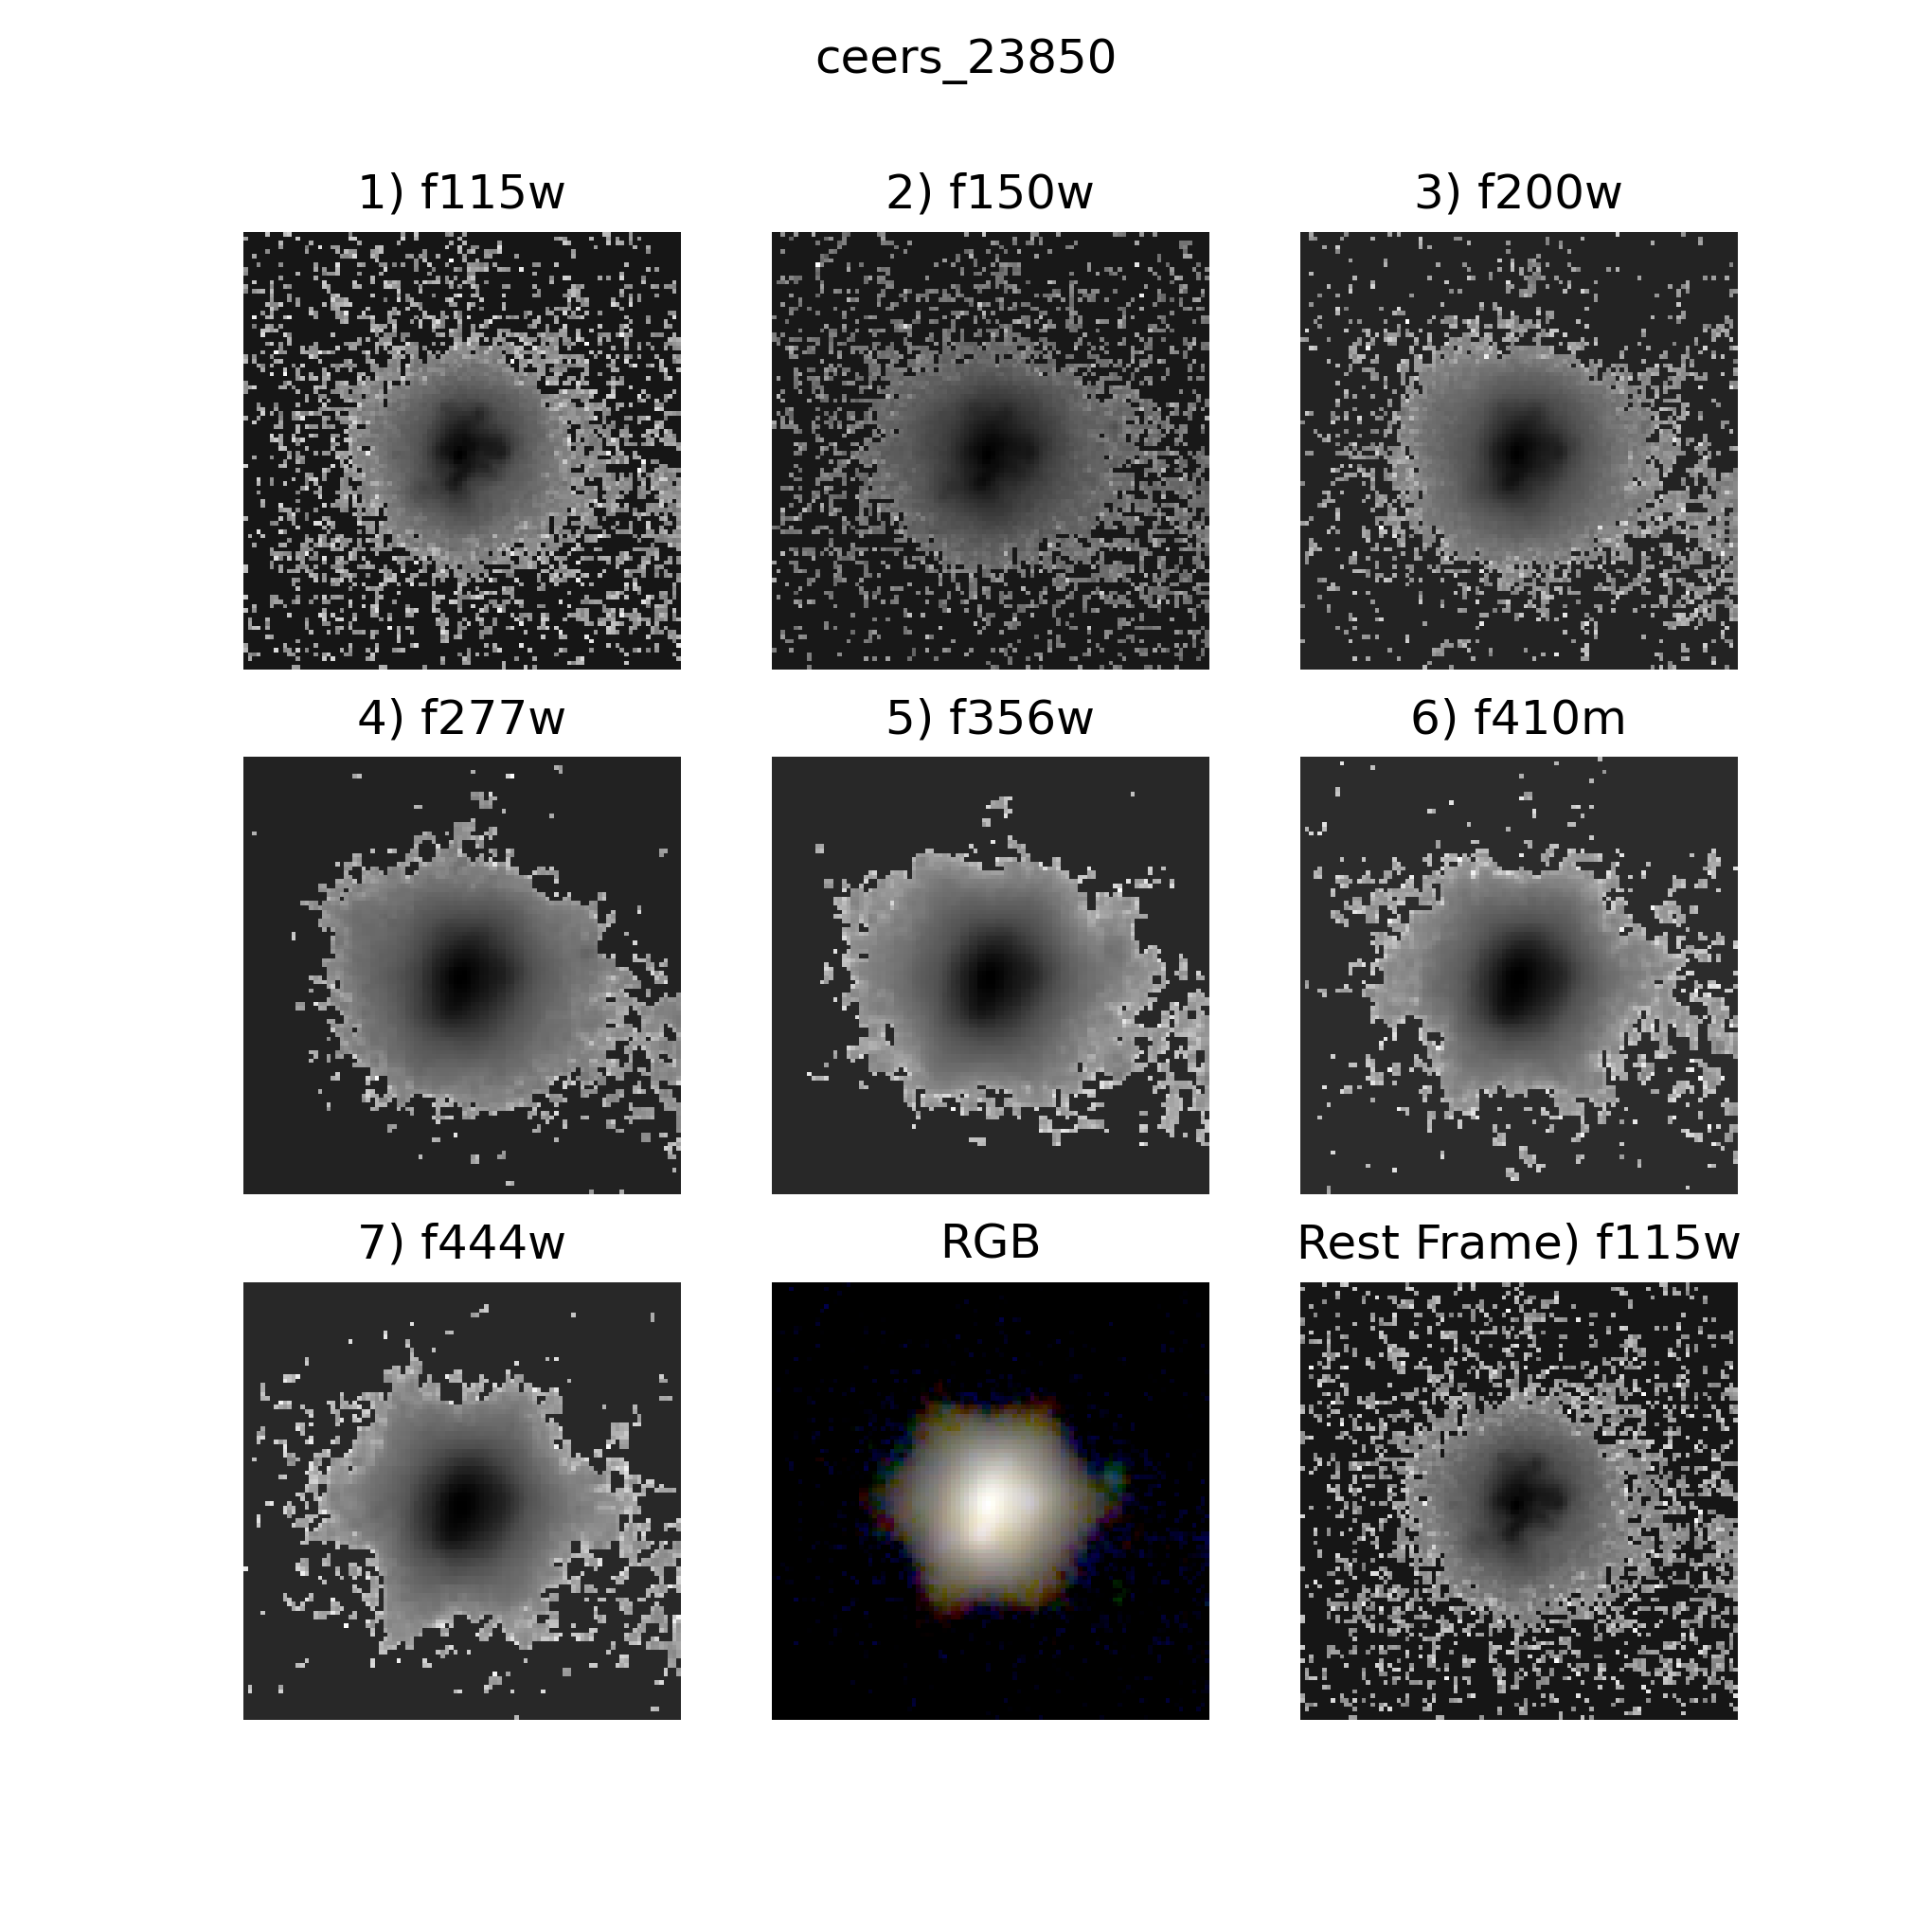 ceers_23850
1) f115w
2) f150w
3) f200w
4) f277w
5) f356w
6) f410m
7) f444w
RGB
Rest Frame) f115w